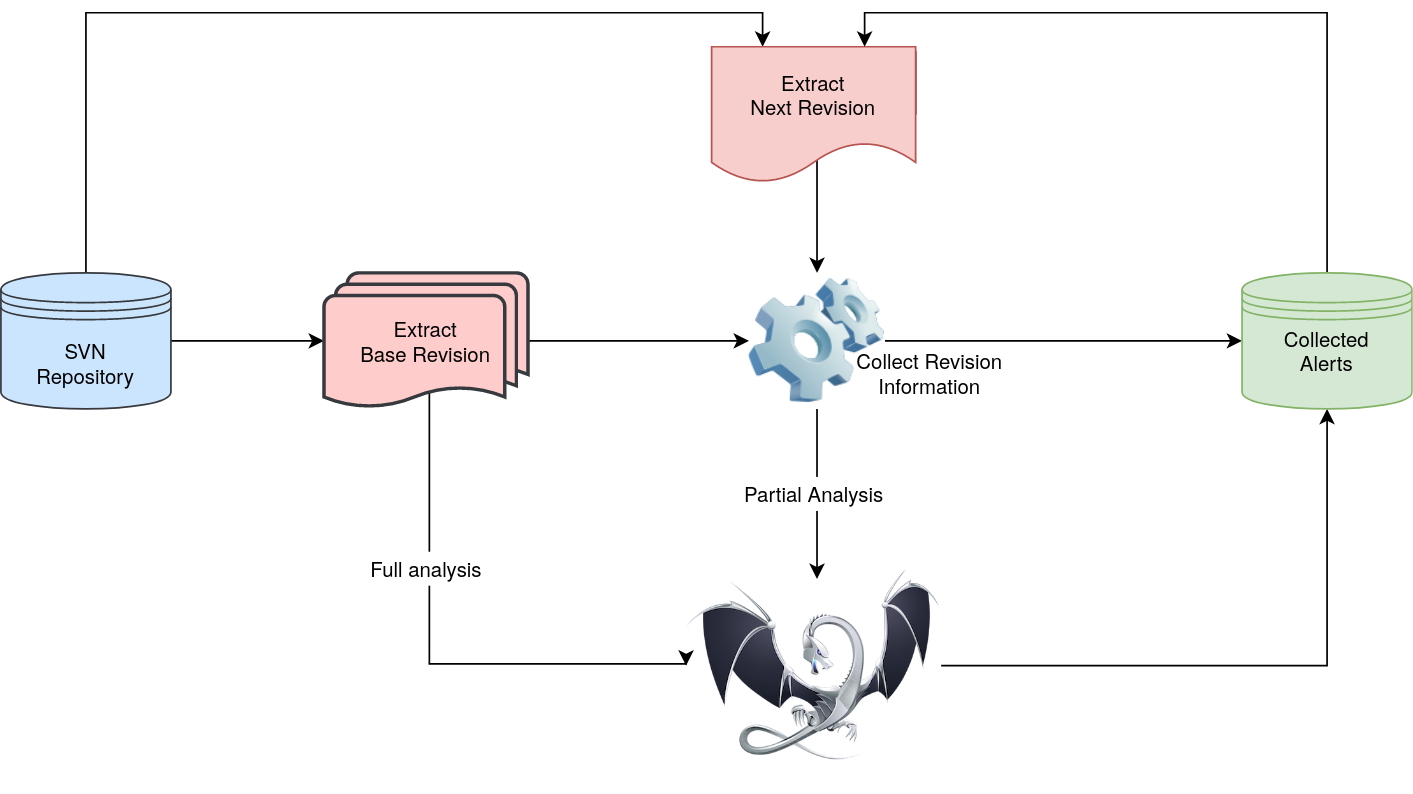 Extract
Next Revision
SVN
Repository
Extract
Base Revision
Collect Revision
Information
Collected
Alerts
Partial Analysis
Full analysis